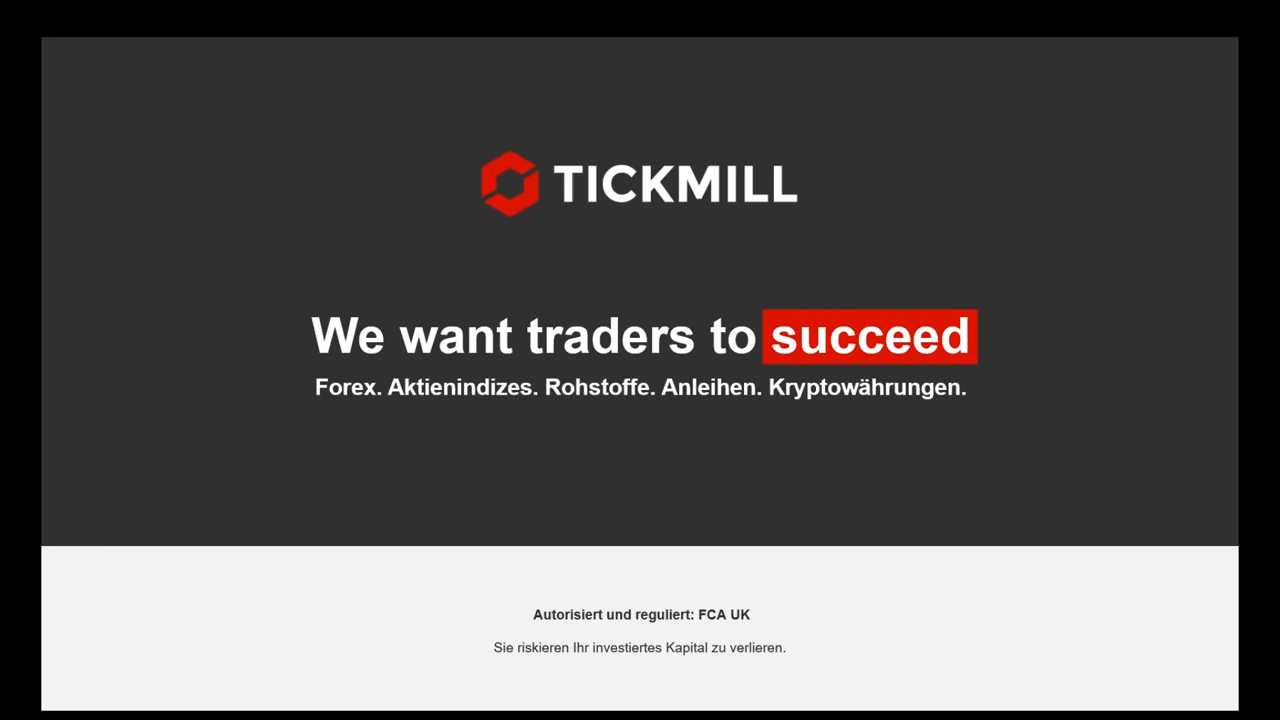 TICKMILL
We want traders to succeed
Forex. Aktienindizes. Rohstoffe. Anleihen. Kryptowährungen.
Autorisiert und reguliert: FCA UK
Sie riskieren Ihr investiertes Kapital zu verlieren.